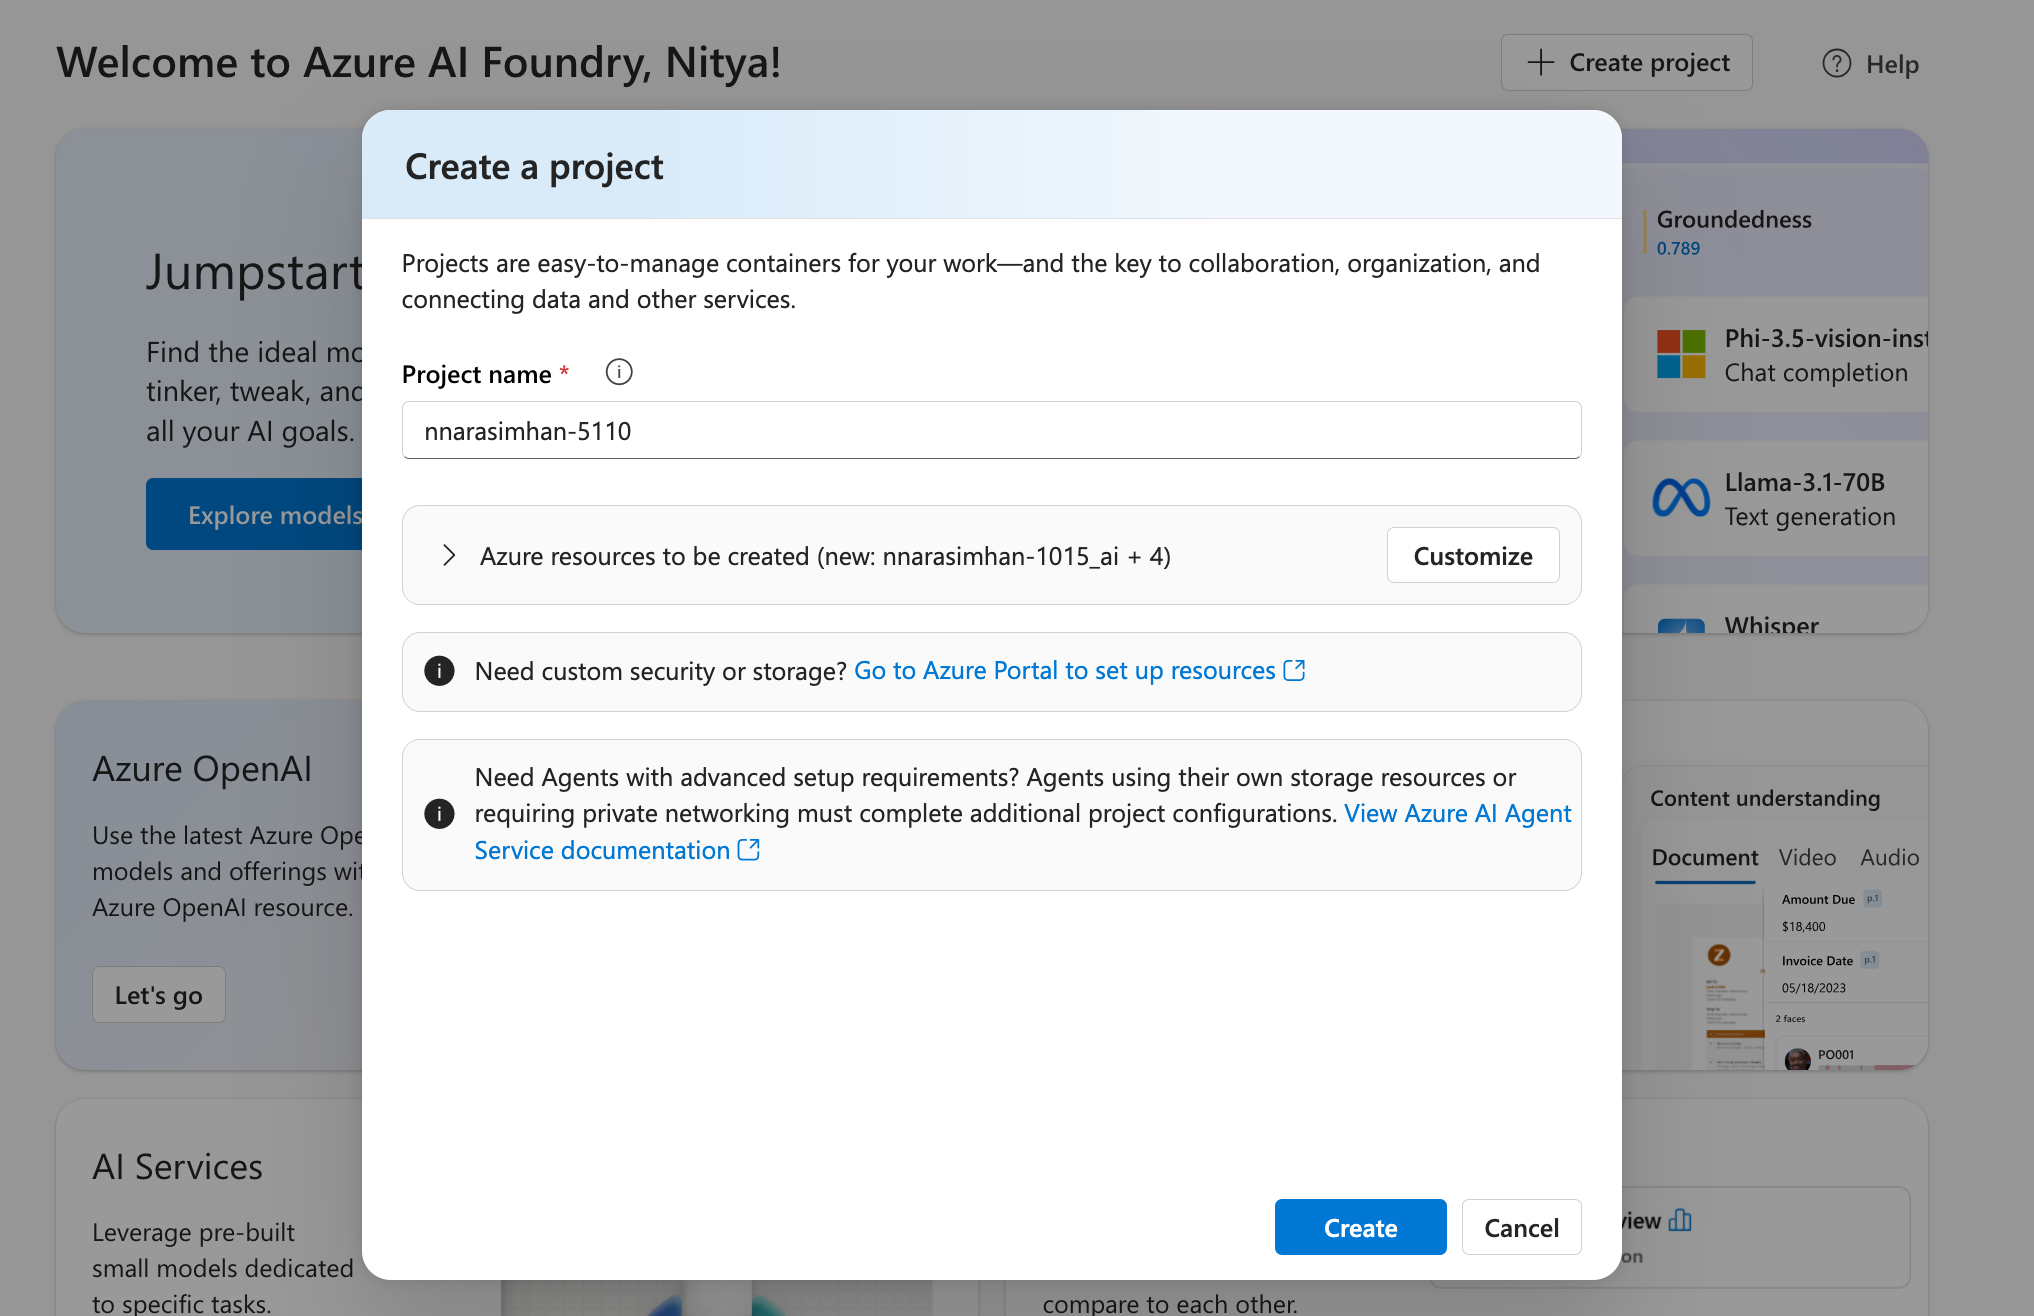 Welcome to Azure AI Foundry, Nitya!
Create project
Help
Create a project
Projects are easy-to-manage containers for your work—and the key to collaboration, organization, and
connecting data and other services.
Project name *
nnarasimhan-5110
Azure resources to be created (new: nnarasimhan-1015_ai + 4)
Customize
Need custom security or storage? Go to Azure Portal to set up resources
Need Agents with advanced setup requirements? Agents using their own storage resources or
requiring private networking must complete additional project configurations. View Azure AI Agent
Service documentation
Create
Cancel
Jumpstart
Find the ideal
tinker, tweak, and
all your AI goals.
Explore models
Groundedness
0.789
Phi-3.5-vision-inst
Chat completion
Llama-3.1-70B
Text generation
Whisper
Azure OpenAI
Use the latest Azure Ope
models and offerings wit
Azure OpenAI resource.
Let's go
Content understanding
Document
Video
Audio
Amount Due p.1
$18,400
Invoice Date p.1
05/18/2023
2 faces
PO001
AI Services
Leverage pre-built
small models dedicated
to specific tasks.
compare to each other.